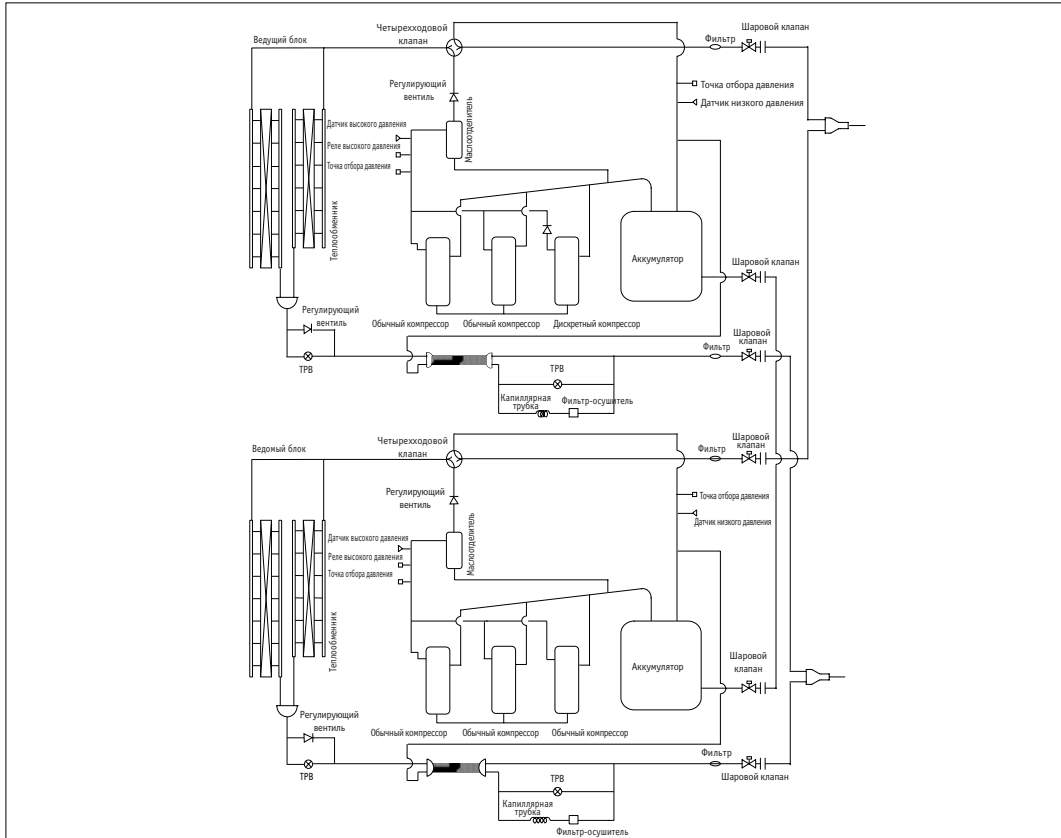 Четырехходовой
клапан
Шаровой клапан
Фильтр
Ведущий блок
Регулирующий
вентиль
Точка отбора давления
Датчик низкого давления
Датчик высокого давления
Реле высокого давления
Точка отбора давления
Маслоотделитель
Теплообменник
Аккумулятор
Шаровой клапан
Регулирующий
вентиль
Обычный компрессор
Обычный компрессор
Дискретный компрессор
Шаровой
клапан
Фильтр
ТРВ
ТРВ
Капиллярная
трубка
Фильтр-осушитель
Четырехходовой
клапан
Шаровой
клапан
Фильтр
Ведомый блок
Регулирующий
вентиль
Точка отбора давления
Датчик низкого давления
Датчик высокого давления
Реле высокого давления
Точка отбора давления
Маслоотделитель
Теплообменник
Аккумулятор
Шаровой
клапан
Регулирующий
вентиль
Обычный компрессор
Обычный компрессор
Обычный компрессор
Фильтр
Шаровой клапан
ТРВ
ТРВ
Капиллярная
трубка
Фильтр-осушитель